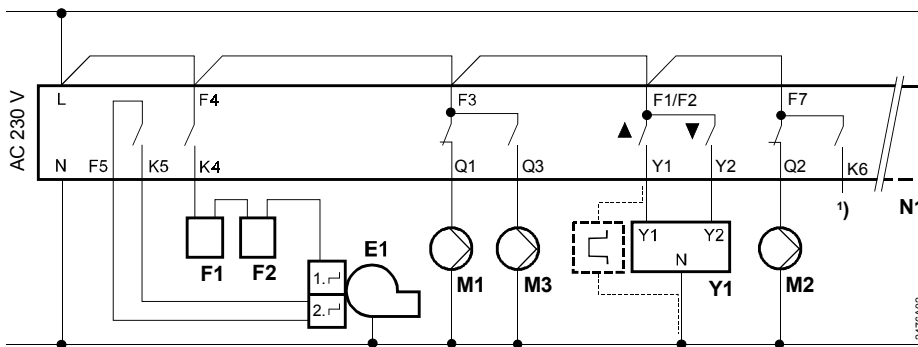 AC 230 V
L F4 F3 F1/F2 F7
▲ ▼
N F5 K5 K4 Q1 Q3 Y1 Y2 Q2 K6
¹) N1
F1 F2 E1 M1 M3 Y1 Y2 M2
N
Y1
1.
2.